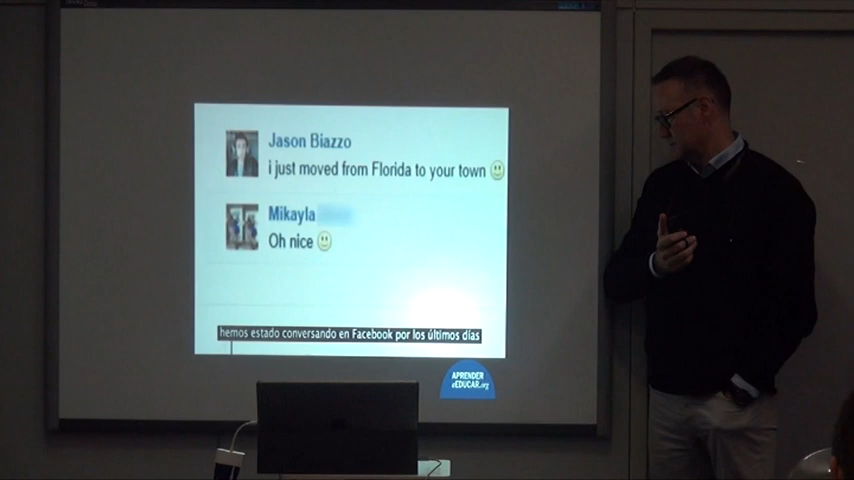 Jason Biazzo
i just moved from Florida to your town
Mikayla
Oh nice
hemos estado conversando en Facebook por los últimos días
APRENDER
aEDUCAR.org